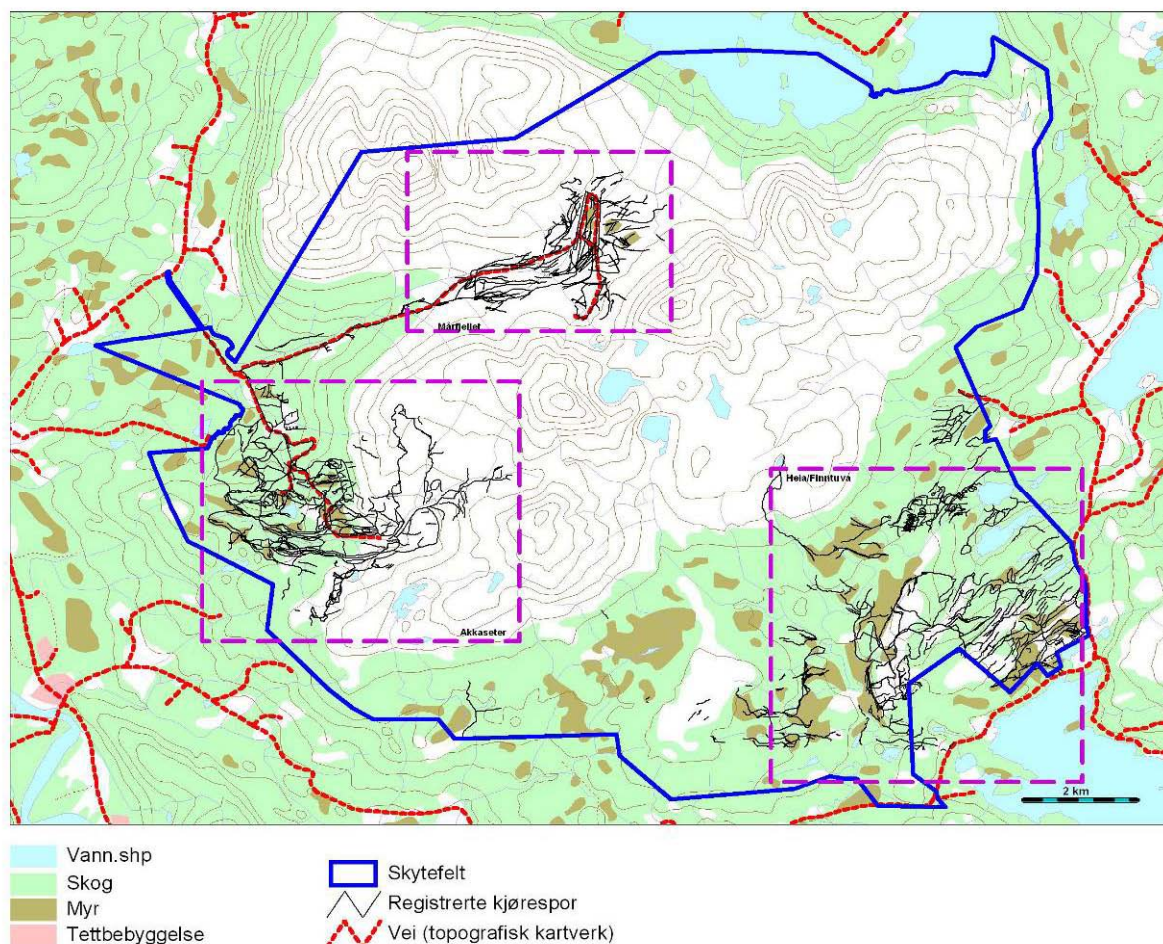 Mårfjellet
Heia/Finntuva
Akkaseter
2 km
Vann.shp
Skog
Myr
Tettbebyggelse
Skytefelt
Registrerte kjørespor
Vei (topografisk kartverk)